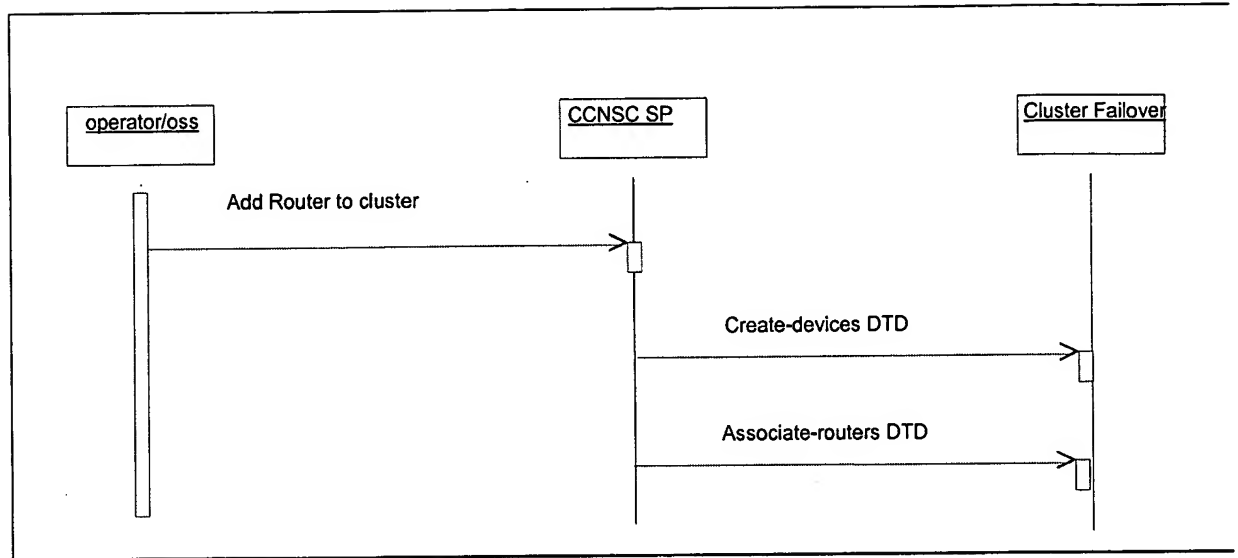 operator/oss
CCNSC SP
Cluster Failover
Add Router to cluster
Create-devices DTD
Associate-routers DTD